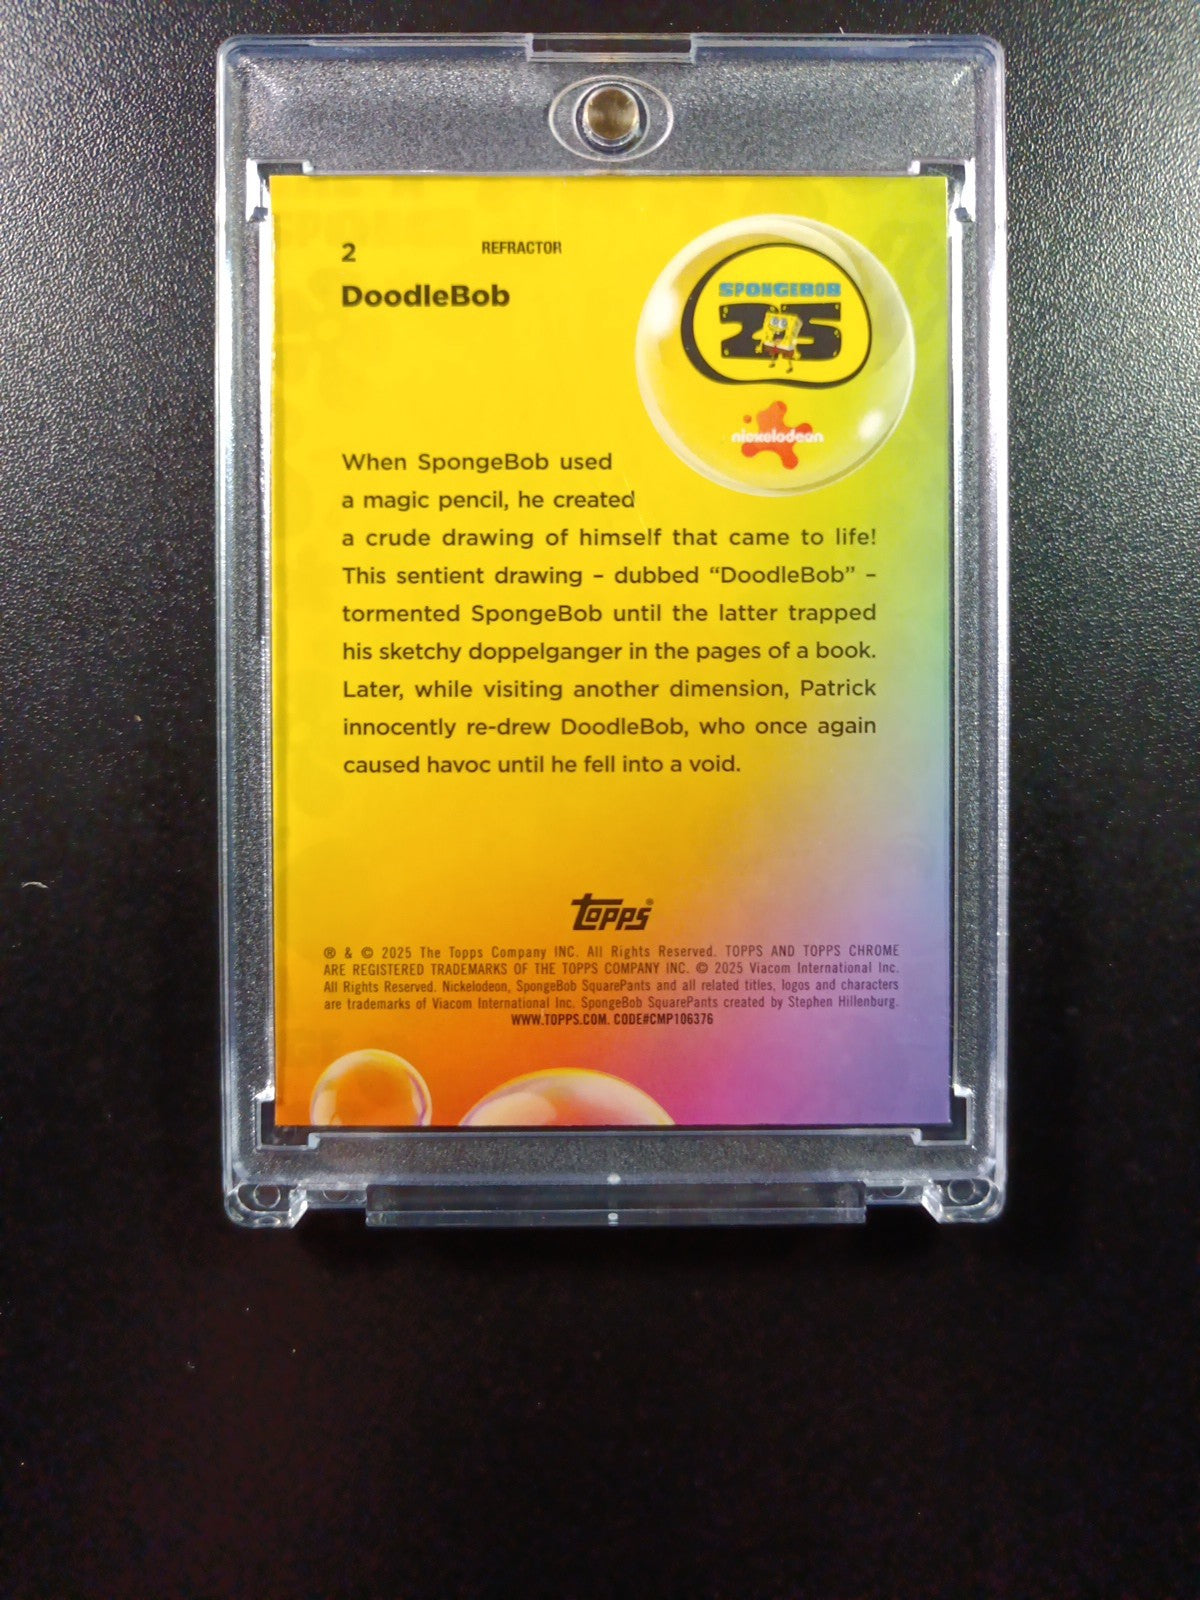 2 REFRACTOR
DoodleBob
SPONGEBOB
25
nickelodeon
When SpongeBob used
a magic pencil, he created
a crude drawing of himself that came to life!
This sentient drawing – dubbed “DoodleBob” –
tormented SpongeBob until the latter trapped
his sketchy doppelganger in the pages of a book.
Later, while visiting another dimension, Patrick
innocently re-drew DoodleBob, who once again
caused havoc until he fell into a void.
topps®
® & © 2025 The Topps Company INC. All Rights Reserved. TOPPS AND TOPPS CHROME
ARE REGISTERED TRADEMARKS OF THE TOPPS COMPANY INC. © 2025 Viacom International Inc.
All Rights Reserved. Nickelodeon, SpongeBob SquarePants and all related titles, logos and characters
are trademarks of Viacom International Inc. SpongeBob SquarePants created by Stephen Hillenburg.
WWW.TOPPS.COM. CODE#CMP106376